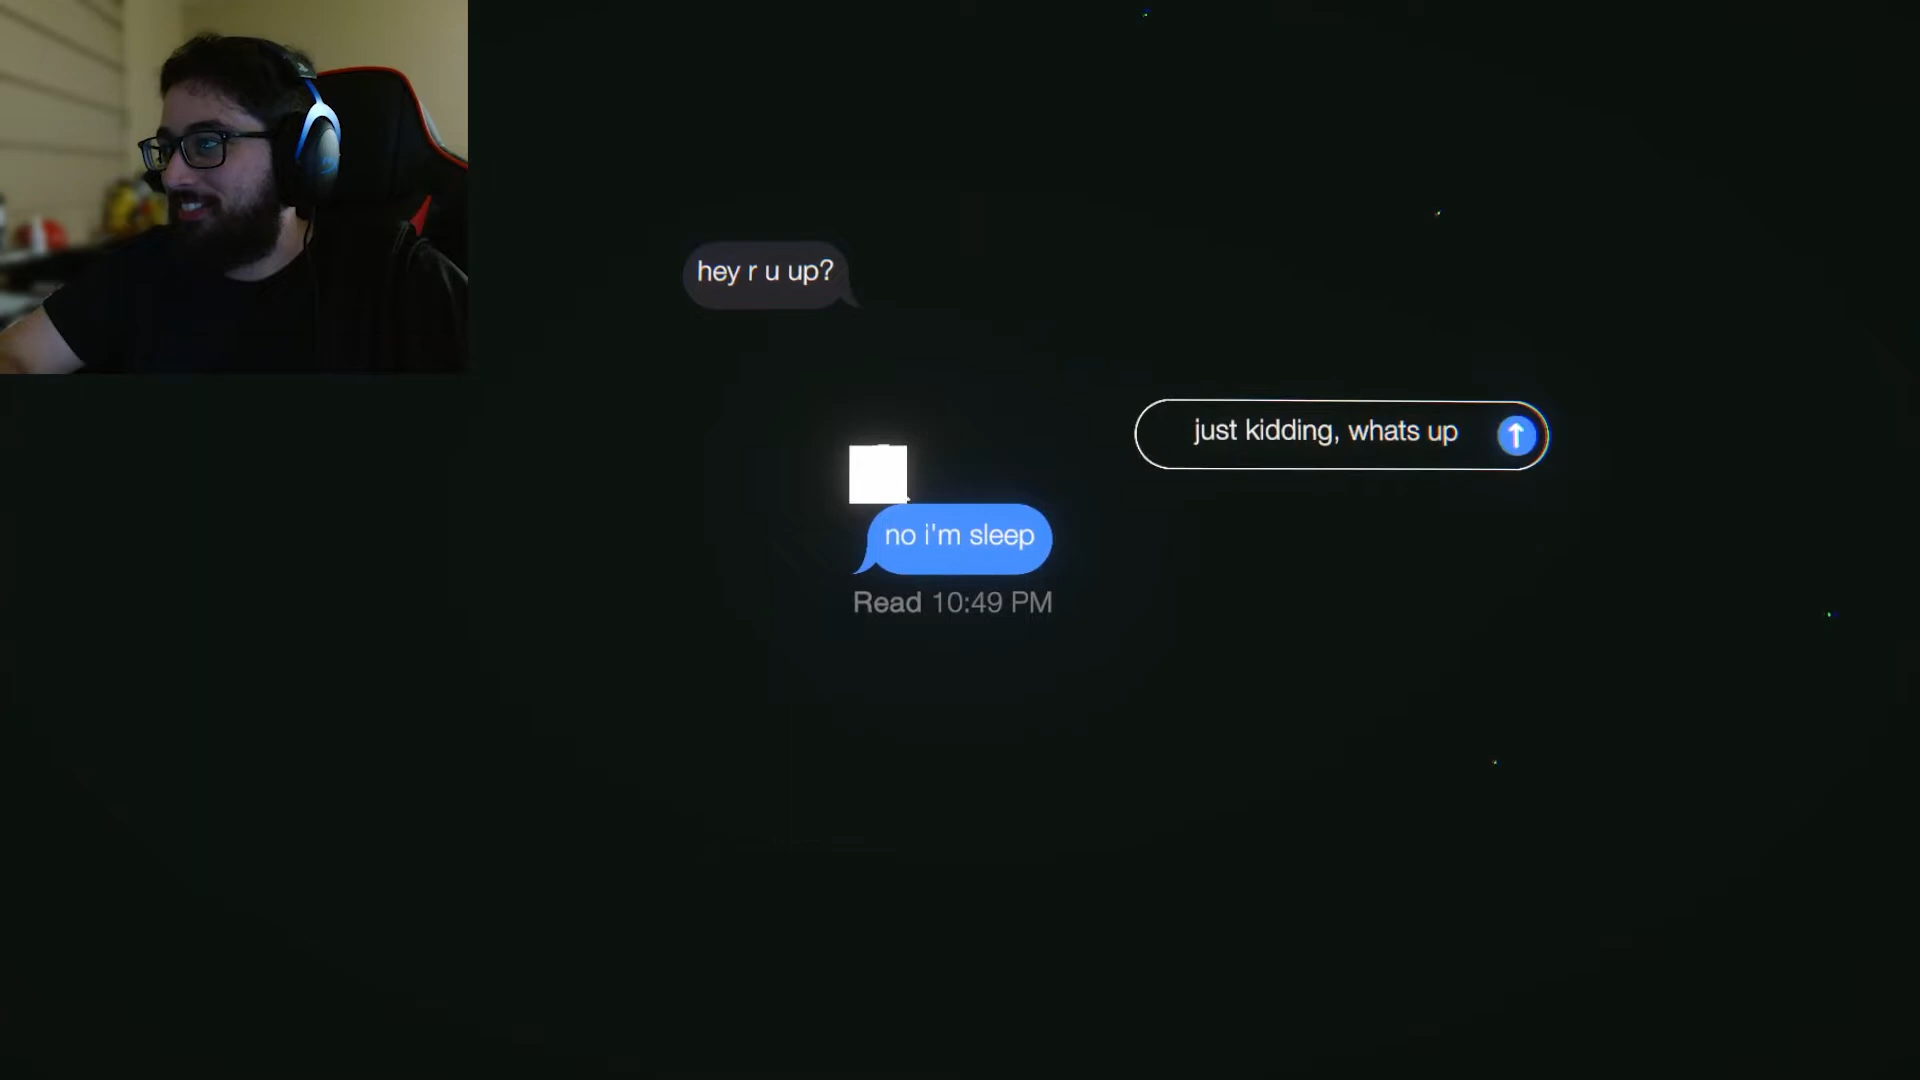 hey r u up?
just kidding, whats up
no i'm sleep
Read 10:49 PM